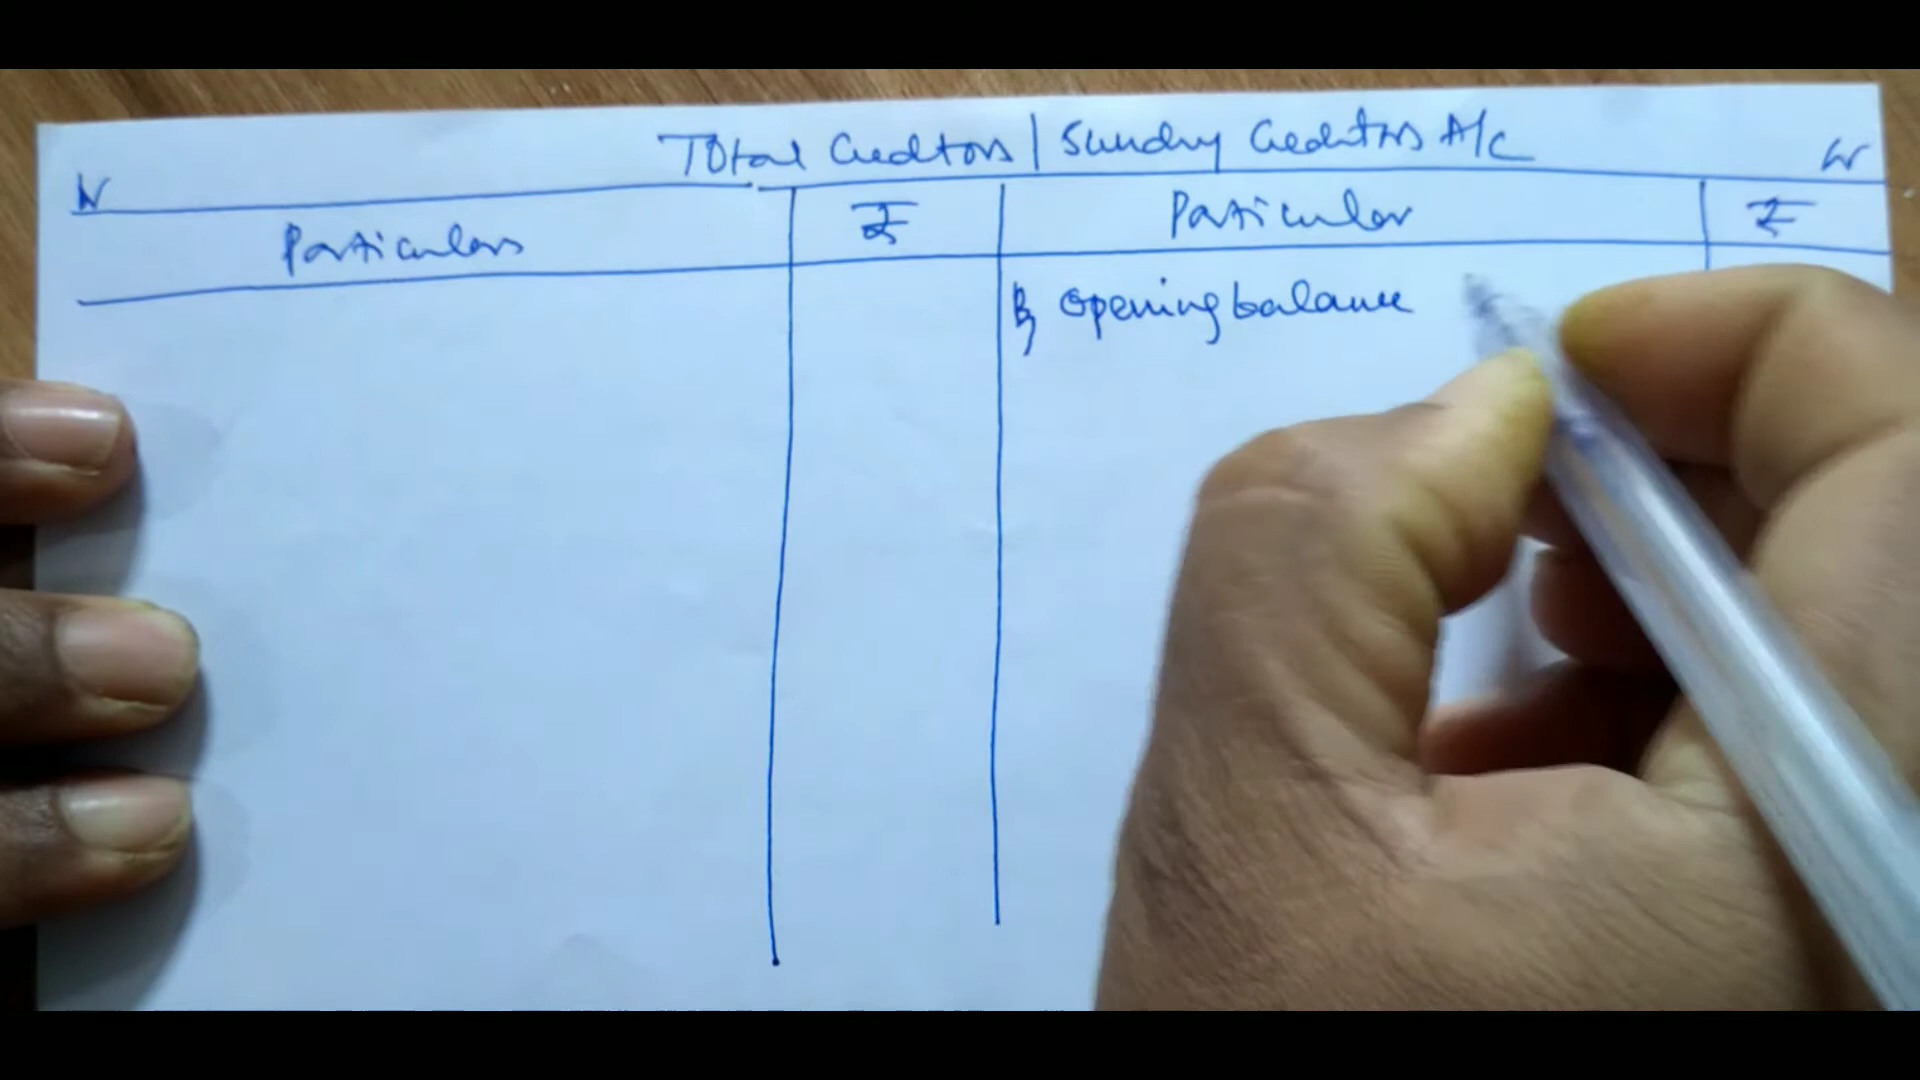 Total Creditors | Sundry Creditors A/c
Dr Cr
Particulars ₹ Particular ₹
By Opening balance